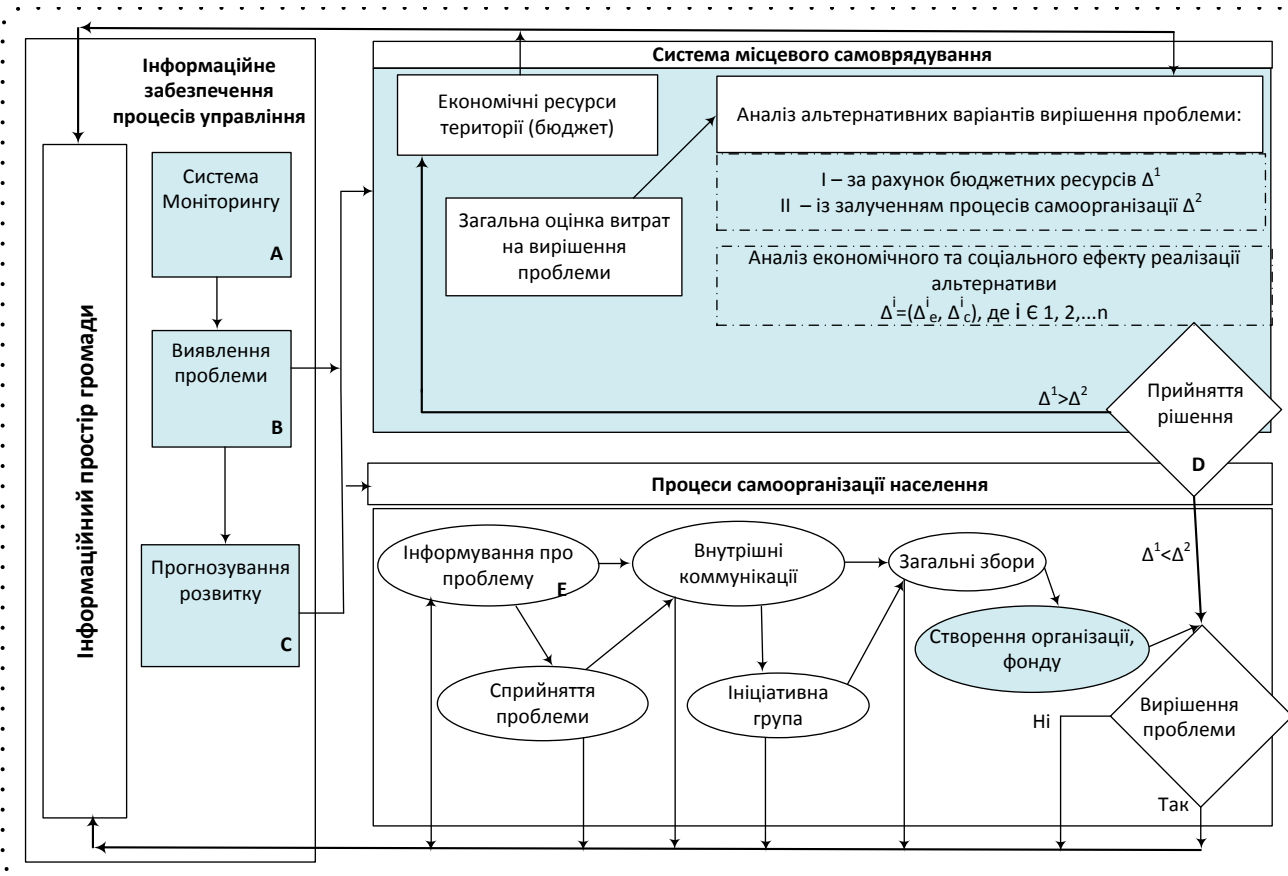 Інформаційне
забезпечення
процесів управління
Інформаційний простір громади
Система
Моніторингу
A
Виявлення
проблеми
B
Прогнозування
розвитку
C
Система місцевого самоврядування
Економічні ресурси
території (бюджет)
Загальна оцінка витрат
на вирішення
проблеми
Аналіз альтернативних варіантів вирішення проблеми:
І – за рахунок бюджетних ресурсів Δ¹
ІІ – із залученням процесів самоорганізації Δ²
Аналіз економічного та соціального ефекту реалізації
альтернативи
Δⁱ=(Δⁱₑ, Δⁱ_c), де і Є 1, 2,...n
Δ¹>Δ²
Прийняття
рішення
D
Процеси самоорганізації населення
Інформування про
проблему
E
Внутрішні
коммунікації
Загальні збори
Δ¹<Δ²
Створення організації,
фонду
Сприйняття
проблеми
Ініціативна
група
Ні
Вирішення
проблеми
Так